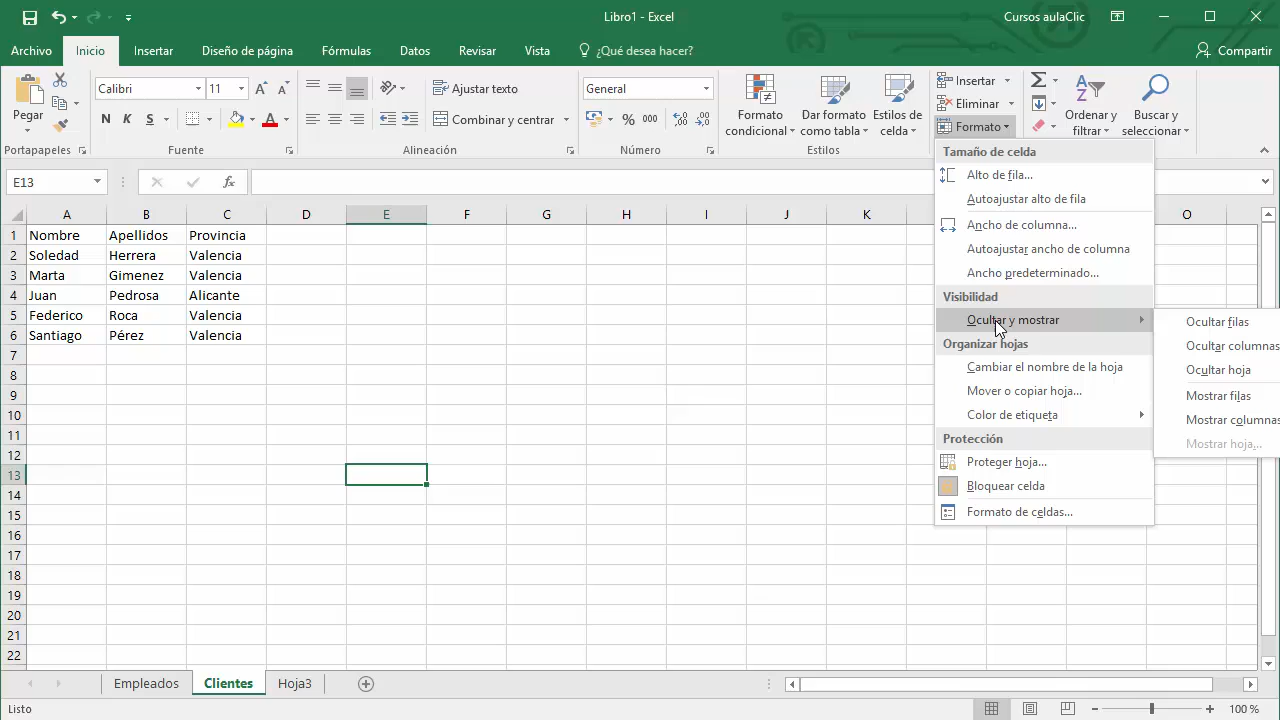 Libro1 - Excel
Cursos aulaClic
Archivo Inicio Insertar Diseño de página Fórmulas Datos Revisar Vista ¿Qué desea hacer? Compartir
Calibri 11 Ajustar texto General Insertar
Eliminar
Pegar N K S Combinar y centrar % 000 Formato condicional Dar formato como tabla Estilos de celda Formato Ordenar y filtrar Buscar y seleccionar
Portapapeles Fuente Alineación Número Estilos
E13 fx
A B C D E F G H I J K O
1 Nombre Apellidos Provincia
2 Soledad Herrera Valencia
3 Marta Gimenez Valencia
4 Juan Pedrosa Alicante
5 Federico Roca Valencia
6 Santiago Pérez Valencia
7
8
9
10
11
12
13
14
15
16
17
18
19
20
21
22
Tamaño de celda
Alto de fila...
Autoajustar alto de fila
Ancho de columna...
Autoajustar ancho de columna
Ancho predeterminado...
Visibilidad
Ocultar y mostrar
Organizar hojas
Cambiar el nombre de la hoja
Mover o copiar hoja...
Color de etiqueta
Protección
Proteger hoja...
Bloquear celda
Formato de celdas...
Ocultar filas
Ocultar columnas
Ocultar hoja
Mostrar filas
Mostrar columnas
Mostrar hoja...
Empleados Clientes Hoja3
Listo 100 %